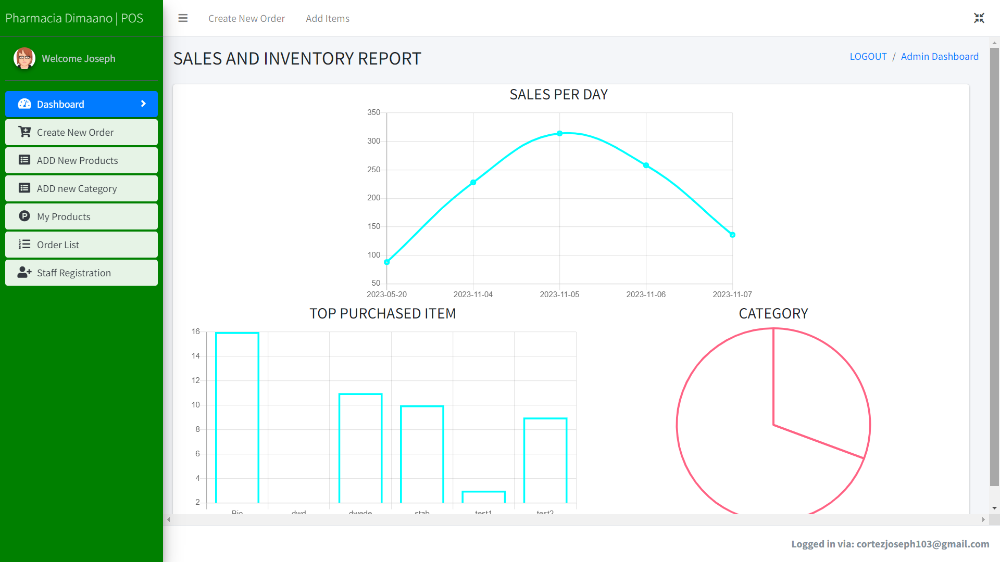 Pharmacia Dimaano | POS
Create New Order
Add Items
Welcome Joseph
Dashboard
Create New Order
ADD New Products
ADD new Category
My Products
Order List
Staff Registration
SALES AND INVENTORY REPORT
LOGOUT / Admin Dashboard
SALES PER DAY
350
300
250
200
150
100
50
2023-05-20 2023-11-04 2023-11-05 2023-11-06 2023-11-07
TOP PURCHASED ITEM
16
14
12
10
8
6
4
2
Bio dwd dwede stab test1 test2
CATEGORY
Logged in via: cortezjoseph103@gmail.com